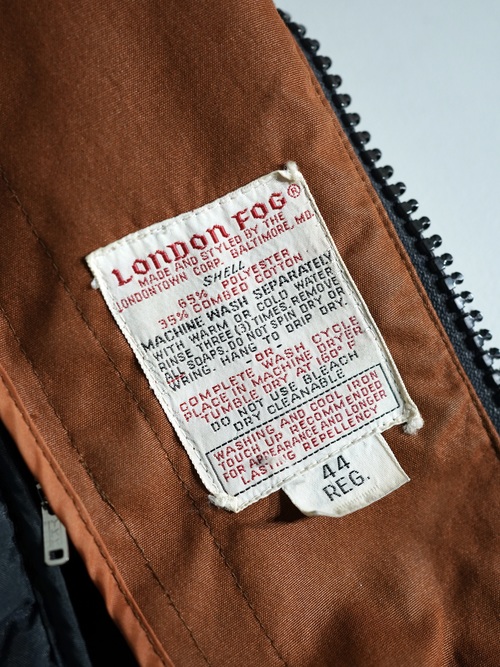 LONDON FOG®
MADE AND STYLED BY THE
LONDONTOWN CORP. BALTIMORE, MD.
SHELL
65% POLYESTER
35% COMBED COTTON
MACHINE WASH SEPARATELY
WITH WARM OR COLD WATER
RINSE THREE (3) TIMES, REMOVE
ALL SOAPS. DO NOT SPIN DRY OR
WRING. HANG TO DRIP DRY.
OR
COMPLETE WASH CYCLE
PLACE IN MACHINE DRYER
TUMBLE DRY AT 160° F
DO NOT USE BLEACH
DRY CLEANABLE
WASHING AND COOL IRON
TOUCH UP RECOMMENDED
FOR APPEARANCE AND LONGER
LASTING REPELLENCY
44
REG.